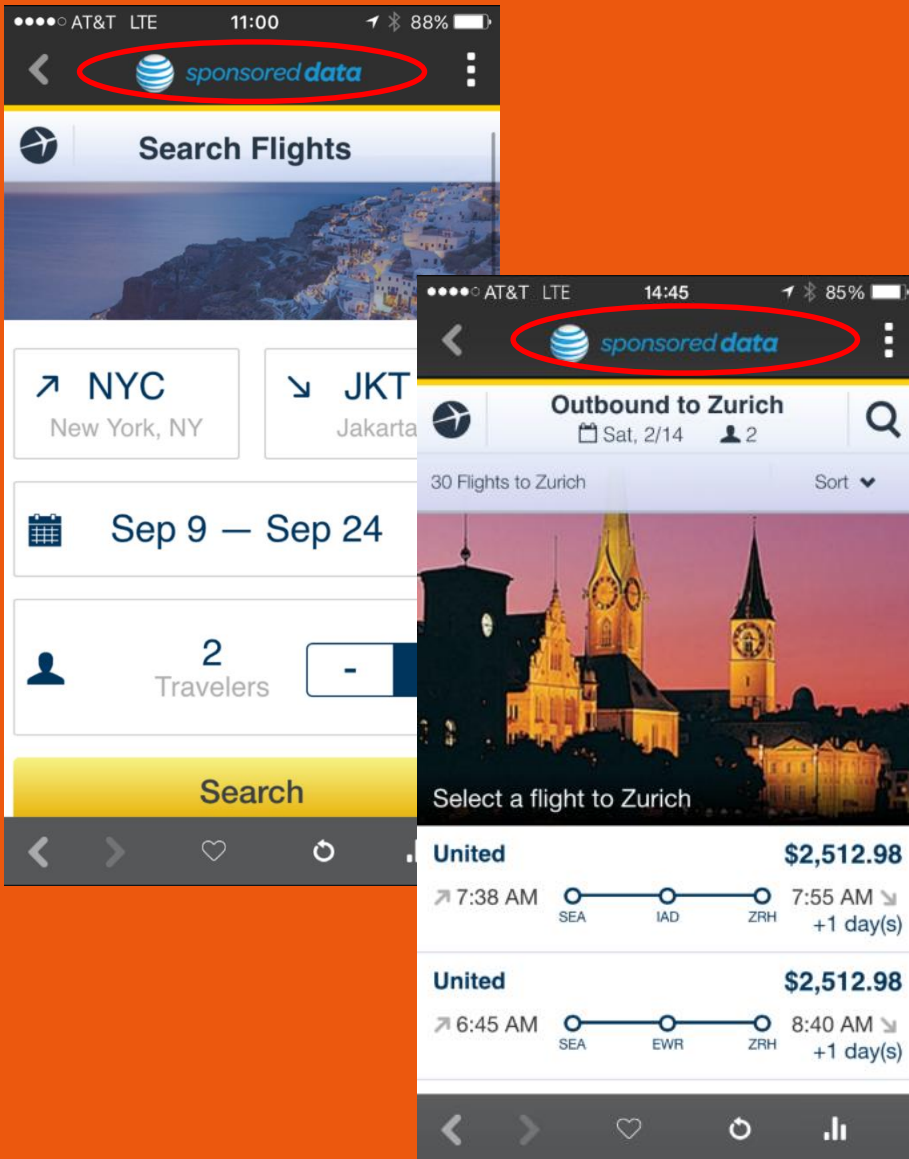 AT&T LTE 11:00 88%
sponsored data
Search Flights
NYC JKT
New York, NY Jakarta
Sep 9 — Sep 24
2
Travelers
-
Search
AT&T LTE 14:45 85%
sponsored data
Outbound to Zurich
Sat, 2/14 2
30 Flights to Zurich Sort
Select a flight to Zurich
United $2,512.98
7:38 AM 7:55 AM
SEA IAD ZRH +1 day(s)
United $2,512.98
6:45 AM 8:40 AM
SEA EWR ZRH +1 day(s)